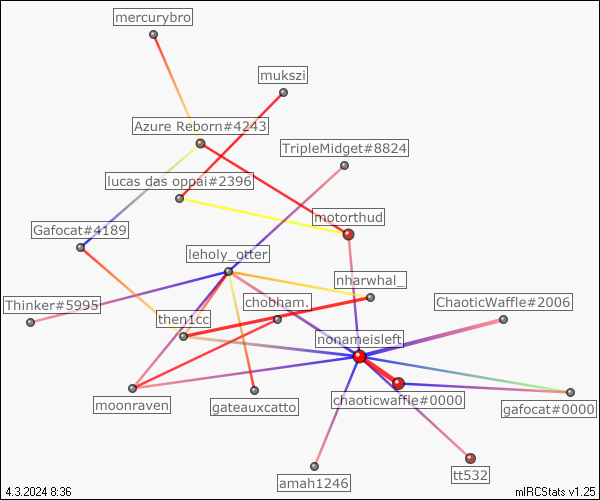 mercurybro
mukszi
Azure Reborn#4243
TripleMidget#8824
lucas das oppai#2396
motorthud
Gafocat#4189
leholy_otter
nharwhal_
Thinker#5995
chobham.
ChaoticWaffle#2006
then1cc
nonameisleft
moonraven
gateauxcatto
chaoticwaffle#0000
gafocat#0000
amah1246
tt532
4.3.2024 8:36
mIRCStats v1.25